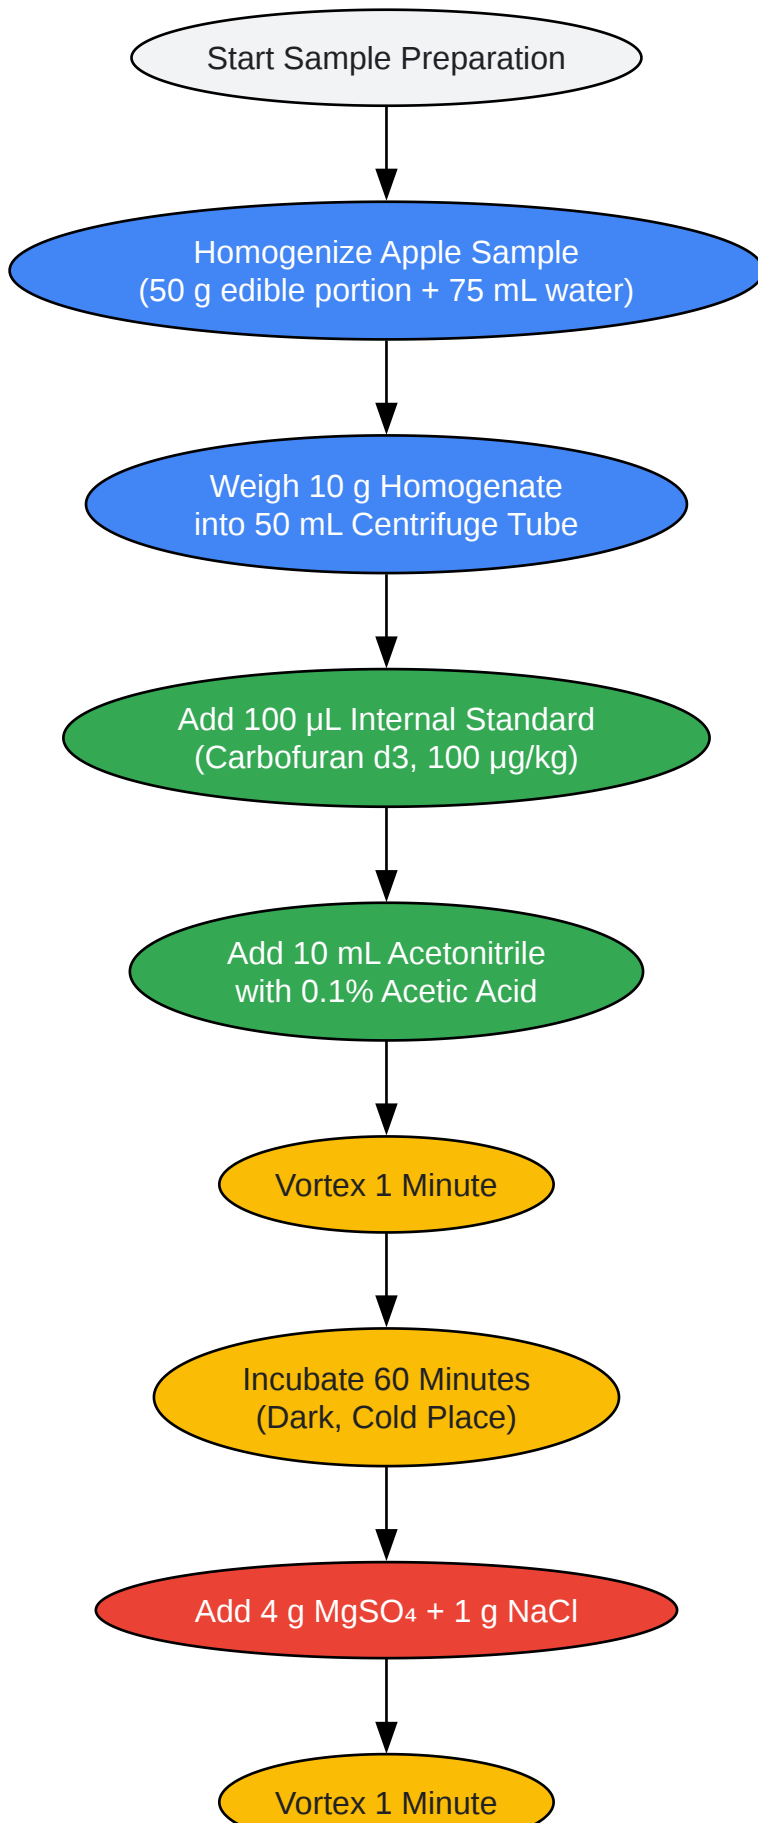 Start Sample Preparation
Homogenize Apple Sample
(50 g edible portion + 75 mL water)
Weigh 10 g Homogenate
into 50 mL Centrifuge Tube
Add 100 μL Internal Standard
(Carbofuran d3, 100 μg/kg)
Add 10 mL Acetonitrile
with 0.1% Acetic Acid
Vortex 1 Minute
Incubate 60 Minutes
(Dark, Cold Place)
Add 4 g MgSO₄ + 1 g NaCl
Vortex 1 Minute